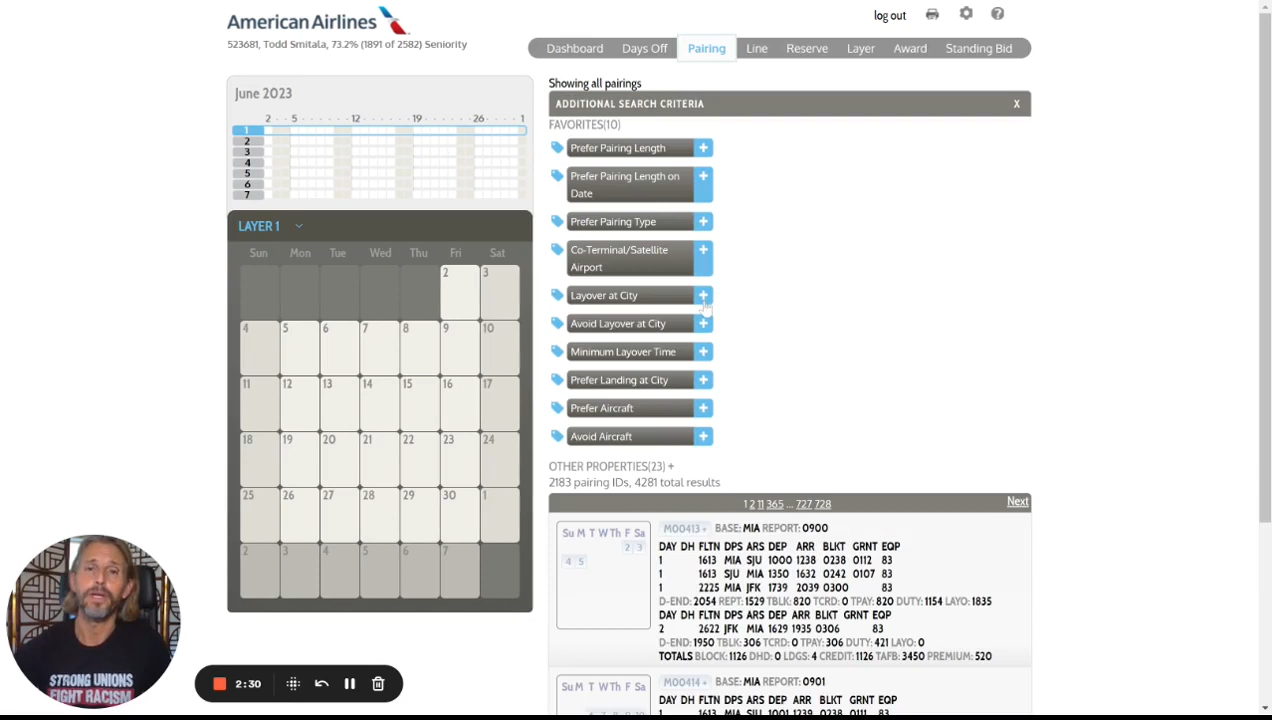 American Airlines
log out
523681, Todd Smitala, 73.2% (1891 of 2582) Seniority
Dashboard Days Off Pairing Line Reserve Layer Award Standing Bid
June 2023
2 · · 5 · · · · · · 12 · · · · · · 19 · · · · · · 26 · · · · 1
1
2
3
4
5
6
7
LAYER 1
Sun Mon Tue Wed Thu Fri Sat
2 3
4 5 6 7 8 9 10
11 12 13 14 15 16 17
18 19 20 21 22 23 24
25 26 27 28 29 30 1
2 3 4 5 6 7
Showing all pairings
ADDITIONAL SEARCH CRITERIA X
FAVORITES(10)
Prefer Pairing Length +
Prefer Pairing Length on +
Date
Prefer Pairing Type +
Co-Terminal/Satellite +
Airport
Layover at City +
Avoid Layover at City +
Minimum Layover Time +
Prefer Landing at City +
Prefer Aircraft +
Avoid Aircraft +
OTHER PROPERTIES(23) +
2183 pairing IDs, 4281 total results
1 2 11 365 ... 727 728 Next
Su M T W Th F Sa
2 3
4 5
M00413 + BASE: MIA REPORT: 0900
DAY DH FLTN DPS ARS DEP ARR BLKT GRNT EQP
1 1613 MIA SJU 1000 1238 0238 0112 83
1 1613 SJU MIA 1350 1632 0242 0107 83
1 2225 MIA JFK 1739 2039 0300 83
D-END: 2054 REPT: 1529 TBLK: 820 TCRD: 0 TPAY: 820 DUTY: 1154 LAYO: 1835
DAY DH FLTN DPS ARS DEP ARR BLKT GRNT EQP
2 2622 JFK MIA 1629 1935 0306 83
D-END: 1950 TBLK: 306 TCRD: 0 TPAY: 306 DUTY: 421 LAYO: 0
TOTALS BLOCK: 1126 DHD: 0 LDGS: 4 CREDIT: 1126 TAFB: 3450 PREMIUM: 520
Su M T W Th F Sa
M00414 + BASE: MIA REPORT: 0901
DAY DH FLTN DPS ARS DEP ARR BLKT GRNT EQP
STRONG UNIONS
FIGHT RACISM
2:30